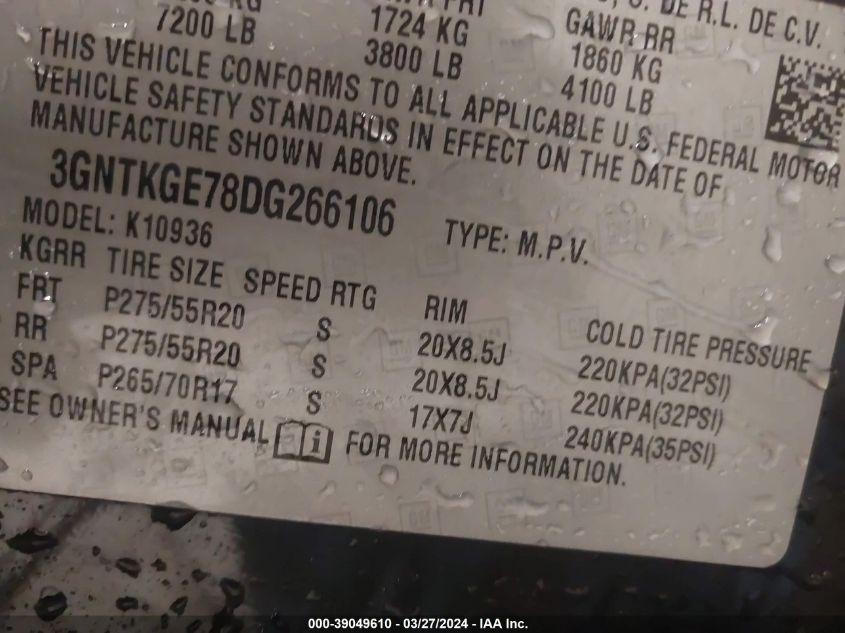 KG
7200 LB 1724 KG GAWR RR
3800 LB 1860 KG
4100 LB
DE R.L. DE C.V.
THIS VEHICLE CONFORMS TO ALL APPLICABLE U.S. FEDERAL MOTOR
VEHICLE SAFETY STANDARDS IN EFFECT ON THE DATE OF
MANUFACTURE SHOWN ABOVE.
3GNTKGE78DG266106 TYPE: M.P.V.
MODEL: K10936
KGRR TIRE SIZE SPEED RTG RIM COLD TIRE PRESSURE
FRT P275/55R20 S 20X8.5J 220KPA(32PSI)
RR P275/55R20 S 20X8.5J 220KPA(32PSI)
SPA P265/70R17 S 17X7J 240KPA(35PSI)
SEE OWNER'S MANUAL i FOR MORE INFORMATION.
000-39049610 - 03/27/2024 - IAA Inc.